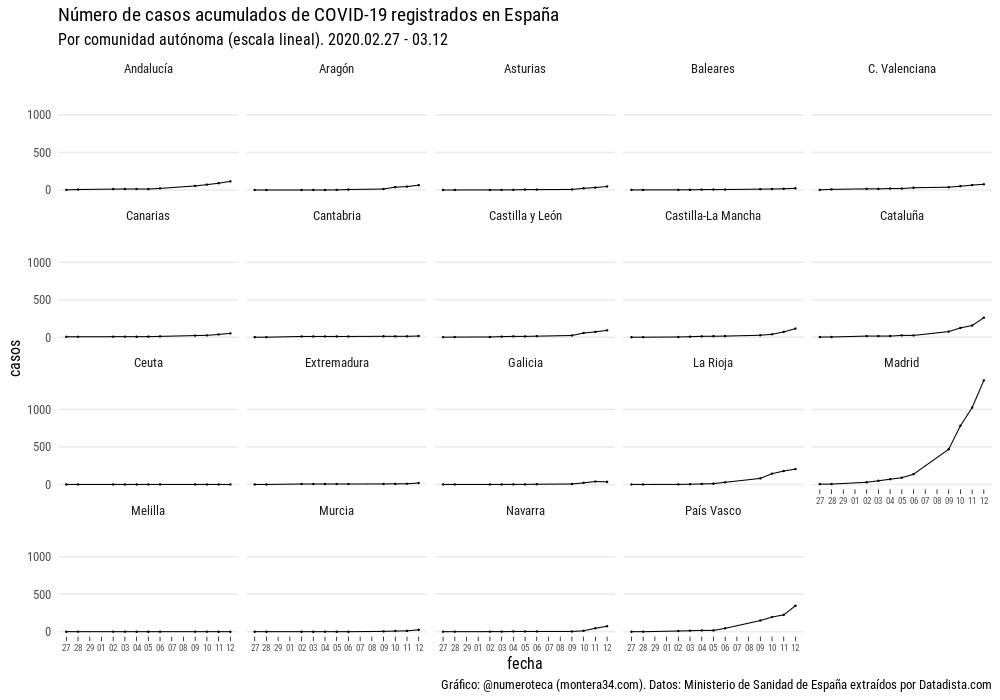 Número de casos acumulados de COVID-19 registrados en España
Por comunidad autónoma (escala lineal). 2020.02.27 - 03.12
Andalucía Aragón Asturias Baleares C. Valenciana
1000
500
0
Canarias Cantabria Castilla y León Castilla-La Mancha Cataluña
1000
500
0
casos
Ceuta Extremadura Galicia La Rioja Madrid
1000
500
0
27 28 29 01 02 03 04 05 06 07 08 09 10 11 12
Melilla Murcia Navarra País Vasco
1000
500
0
27 28 29 01 02 03 04 05 06 07 08 09 10 11 12 27 28 29 01 02 03 04 05 06 07 08 09 10 11 12 27 28 29 01 02 03 04 05 06 07 08 09 10 11 12 27 28 29 01 02 03 04 05 06 07 08 09 10 11 12
fecha
Gráfico: @numeroteca (montera34.com). Datos: Ministerio de Sanidad de España extraídos por Datadista.com